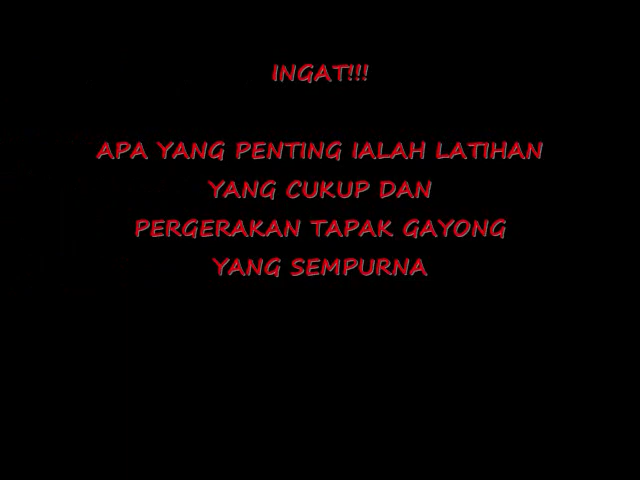 INGAT!!!
APA YANG PENTING IALAH LATIHAN
YANG CUKUP DAN
PERGERAKAN TAPAK GAYONG
YANG SEMPURNA